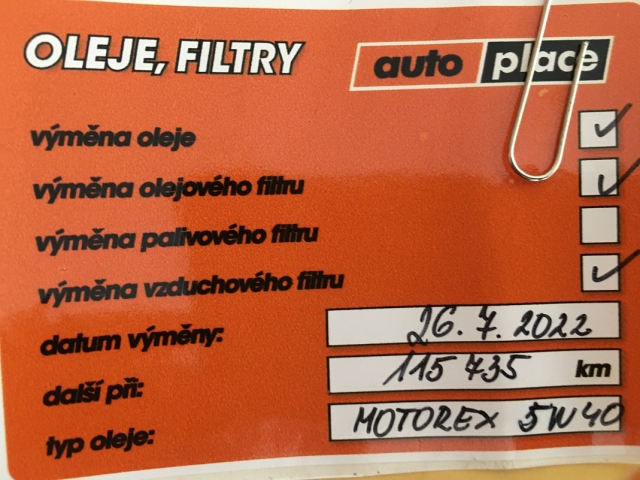 OLEJE, FILTRY
auto place
výměna oleje
výměna olejového filtru
výměna palivového filtru
výměna vzduchového filtru
datum výměny: 26.7.2022
další při: 115 735 km
typ oleje: MOTOREX 5W40